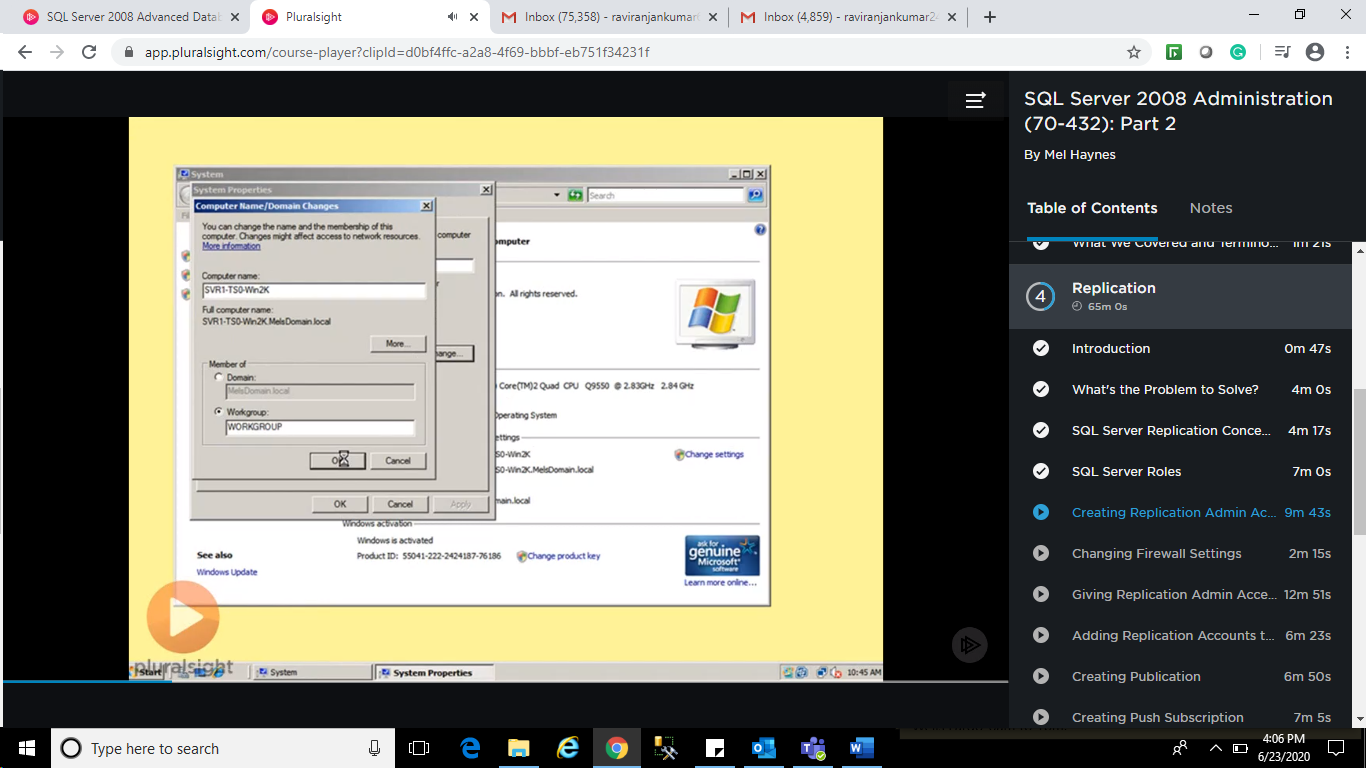 SQL Server 2008 Advanced Datab
Pluralsight
Inbox (75,358) - raviranjankumar
Inbox (4,859) - raviranjankumar2
app.pluralsight.com/course-player?clipId=d0bf4ffc-a2a8-4f69-bbbf-eb751f34231f
System
System Properties
Search
Computer Name/Domain Changes
You can change the name and the membership of this
computer. Changes might affect access to network resources.
More information
computer
omputer
Computer name:
SVR1-TS0-Win2K
on. All rights reserved.
Full computer name:
SVR1-TS0-Win2K.MelsDomain.local
More...
ange...
Member of
Domain:
MelsDomain.local
Core(TM)2 Quad CPU Q9550 @ 2.83GHz 2.84 GHz
Workgroup:
WORKGROUP
Operating System
ettings
S0-Win2K
Change settings
S0-Win2K.MelsDomain.local
Cancel
main.local
OK
Cancel
Apply
Windows activation
Windows is activated
Product ID: 55041-222-2424187-76186
Change product key
See also
Windows Update
ask for
genuine
Microsoft
software
Learn more online...
pluralsight
Start
System
System Properties
10:45 AM
SQL Server 2008 Administration
(70-432): Part 2
By Mel Haynes
Table of Contents
Notes
What We Covered and Termino... 1m 21s
4
Replication
65m 0s
Introduction 0m 47s
What's the Problem to Solve? 4m 0s
SQL Server Replication Conce... 4m 17s
SQL Server Roles 7m 0s
Creating Replication Admin Ac... 9m 43s
Changing Firewall Settings 2m 15s
Giving Replication Admin Acce... 12m 51s
Adding Replication Accounts t... 6m 23s
Creating Publication 6m 50s
Creating Push Subscription 7m 5s
Type here to search
4:06 PM
6/23/2020